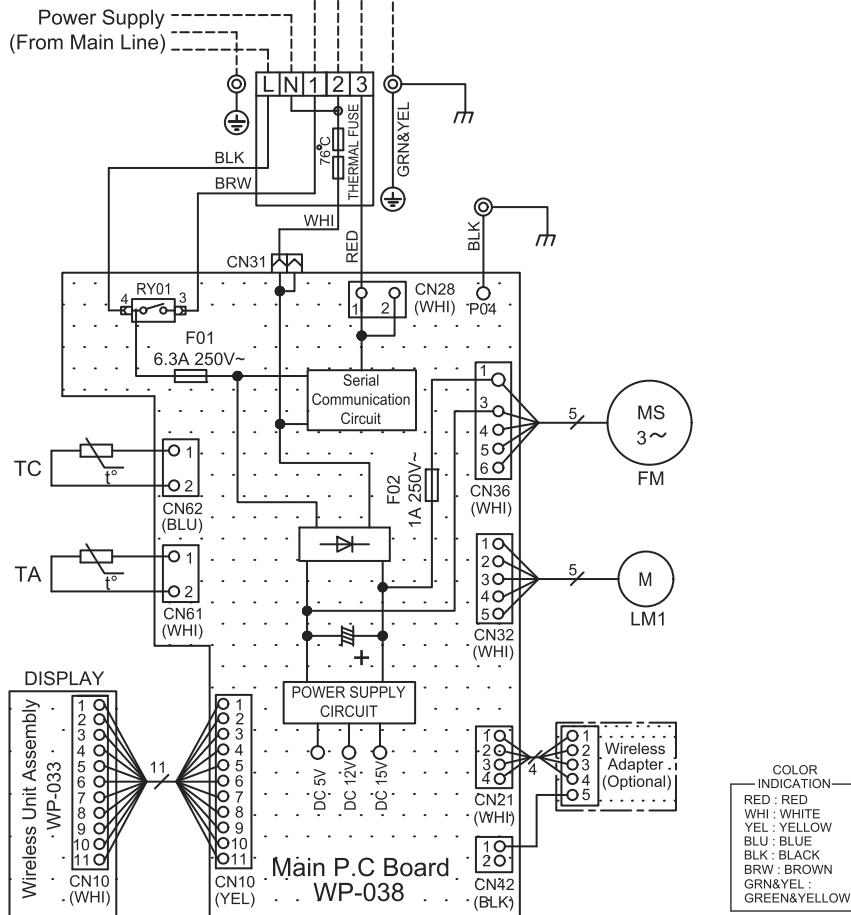 Power Supply
(From Main Line)
L N 1 2 3
76°C
THERMAL FUSE
GRN&YEL
BLK
BRW
WHI
RED
BLK
CN31
RY01
4 3
CN28
(WHI)
1 2
P04
F01
6.3A 250V~
Serial
Communication
Circuit
1
3
4
5
6
CN36
(WHI)
5
MS
3~
FM
F02
1A 250V~
TC
t°
1
2
CN62
(BLU)
TA
t°
1
2
CN61
(WHI)
1
2
3
4
5
CN32
(WHI)
5
M
LM1
+
POWER SUPPLY
CIRCUIT
DC 5V
DC 12V
DC 15V
DISPLAY
Wireless Unit Assembly
WP-033
1
2
3
4
5
6
7
8
9
10
11
CN10
(WHI)
11
1
2
3
4
5
6
7
8
9
10
11
CN10
(YEL)
Main P.C Board
WP-038
1
2
3
4
CN21
(WHI)
4
1
2
3
4
5
Wireless
Adapter
(Optional)
1
2
CN42
(BLK)
COLOR
INDICATION
RED : RED
WHI : WHITE
YEL : YELLOW
BLU : BLUE
BLK : BLACK
BRW : BROWN
GRN&YEL :
GREEN&YELLOW